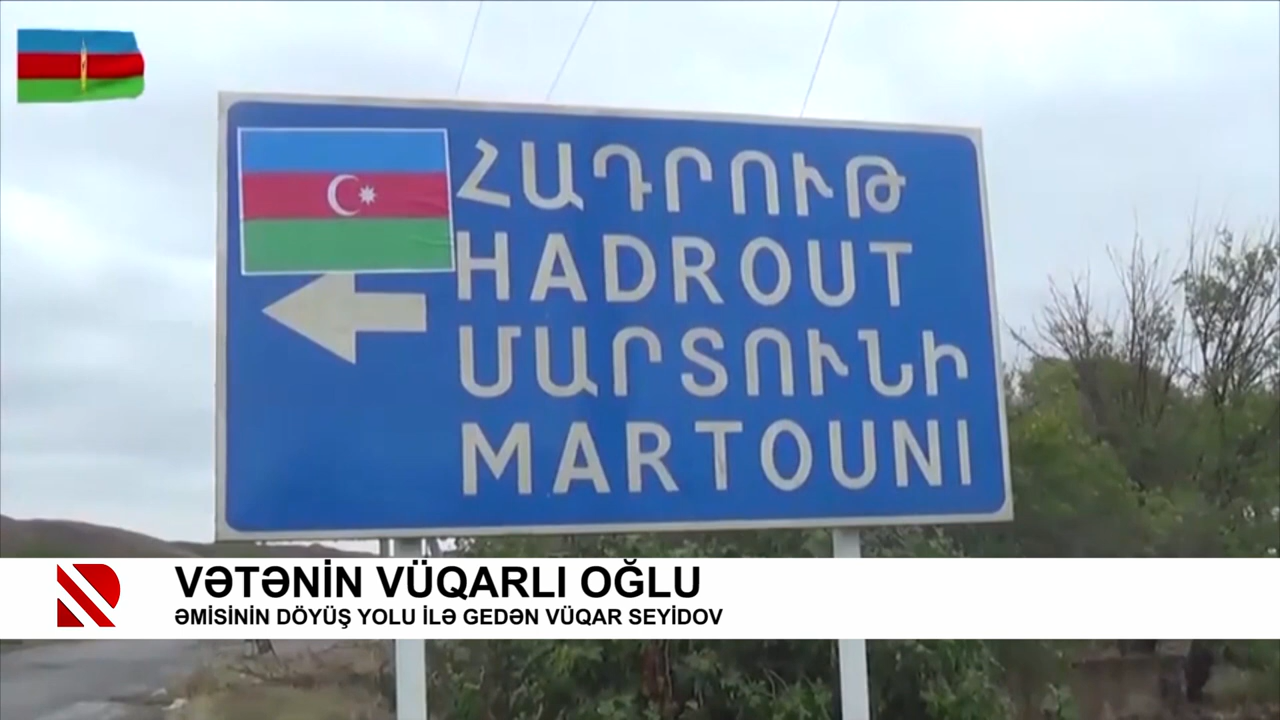 ՀԱԴՐՈՒԹ
HADROUT
ՄԱՐՏՈՒՆԻ
MARTOUNI
VƏTƏNİN VÜQARLI OĞLU
ƏMİSİNİN DÖYÜŞ YOLU İLƏ GEDƏN VÜQAR SEYİDOV